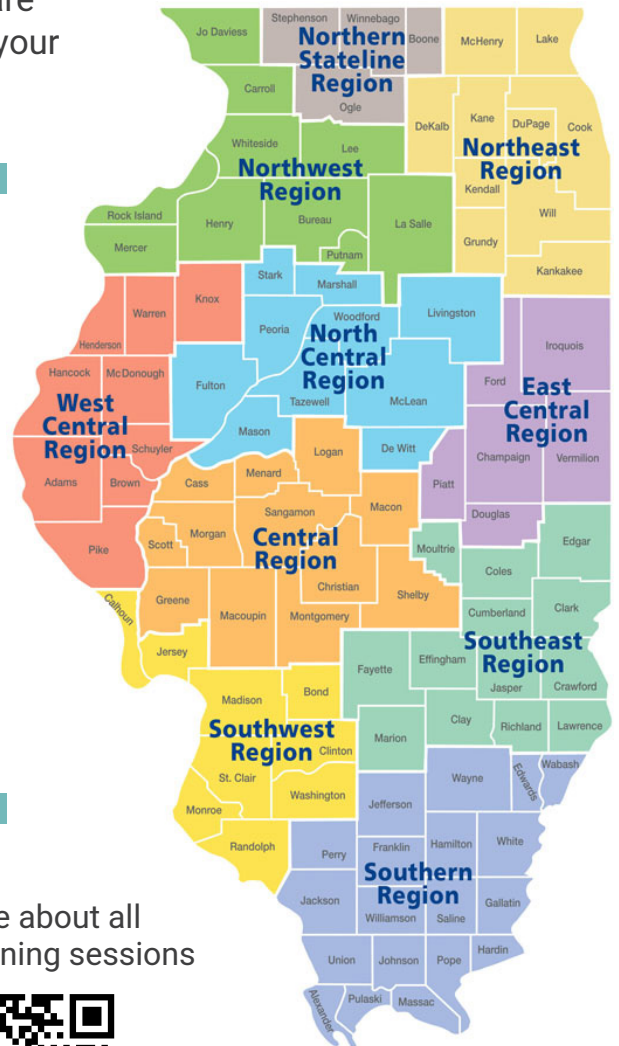 are
your
Jo Daviess
Stephenson
Winnebago
Boone
McHenry
Lake
Northern
Stateline
Region
Carroll
Ogle
DeKalb
Kane
DuPage
Cook
Northeast
Region
Whiteside
Lee
Northwest
Region
Kendall
Will
Rock Island
Henry
Bureau
La Salle
Grundy
Mercer
Putnam
Kankakee
Stark
Marshall
Knox
Warren
Henderson
Peoria
Woodford
Livingston
Iroquois
North
Central
Region
Hancock
McDonough
Fulton
Ford
Tazewell
McLean
East
Central
Region
West
Central
Region
Mason
Schuyler
Logan
De Witt
Champaign
Vermilion
Adams
Brown
Cass
Menard
Piatt
Sangamon
Macon
Douglas
Scott
Morgan
Central
Region
Moultrie
Edgar
Pike
Christian
Coles
Calhoun
Greene
Macoupin
Montgomery
Shelby
Cumberland
Clark
Southeast
Region
Jersey
Fayette
Effingham
Jasper
Crawford
Madison
Bond
Clay
Richland
Lawrence
Southwest
Region
Clinton
Marion
St. Clair
Wayne
Edwards
Wabash
Washington
Jefferson
Monroe
Randolph
Perry
Franklin
Hamilton
White
Southern
Region
Jackson
Williamson
Saline
Gallatin
e about all
ning sessions
Union
Johnson
Pope
Hardin
Alexander
Pulaski
Massac